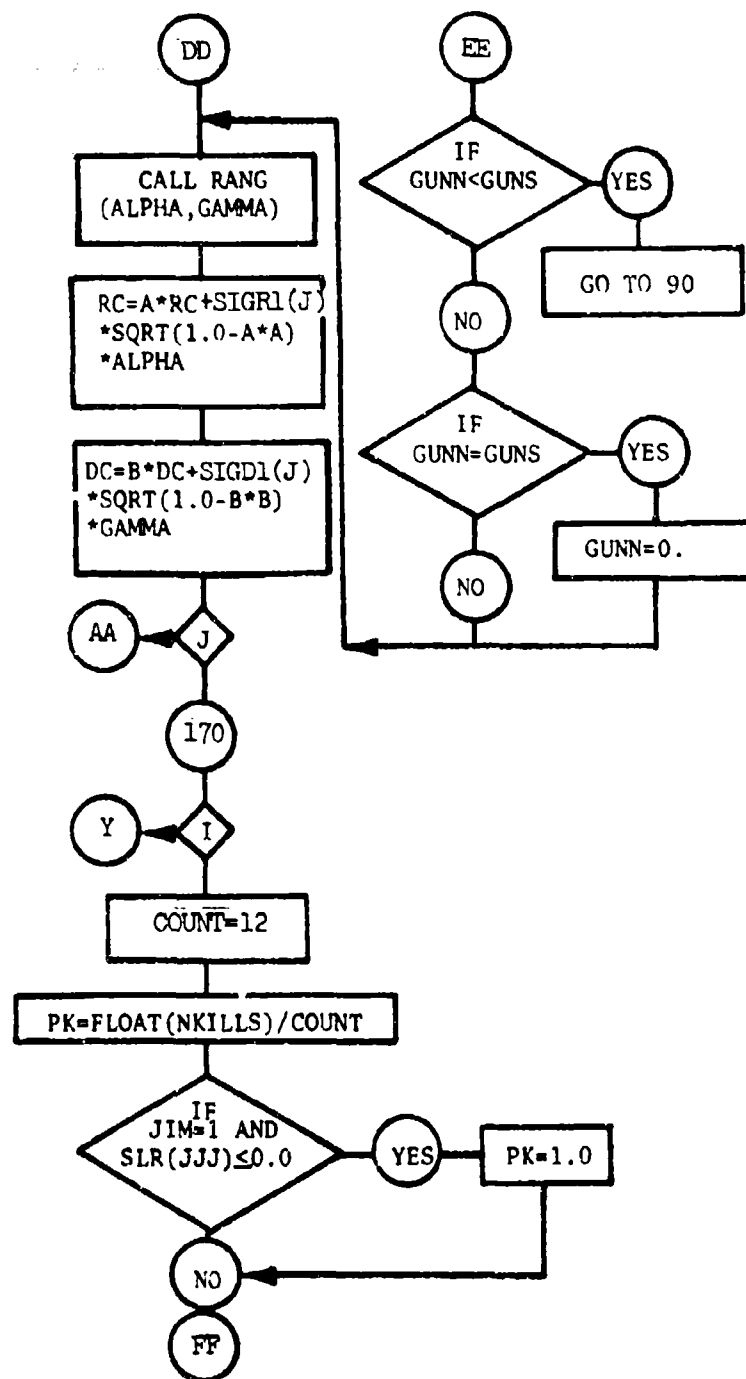 DD
CALL RANG
(ALPHA,GAMMA)
RC=A*RC+SIGR1(J)
*SQRT(1.0-A*A)
*ALPHA
DC=B*DC+SIGD1(J)
*SQRT(1.0-B*B)
*GAMMA
AA
J
170
Y
I
COUNT=12
PK=FLOAT(NKILLS)/COUNT
IF
JIM=1 AND
SLR(JJJ)≤0.0
YES
PK=1.0
NO
FF
EE
IF
GUNN<GUNS
YES
GO TO 90
NO
IF
GUNN=GUNS
YES
GUNN=0.
NO